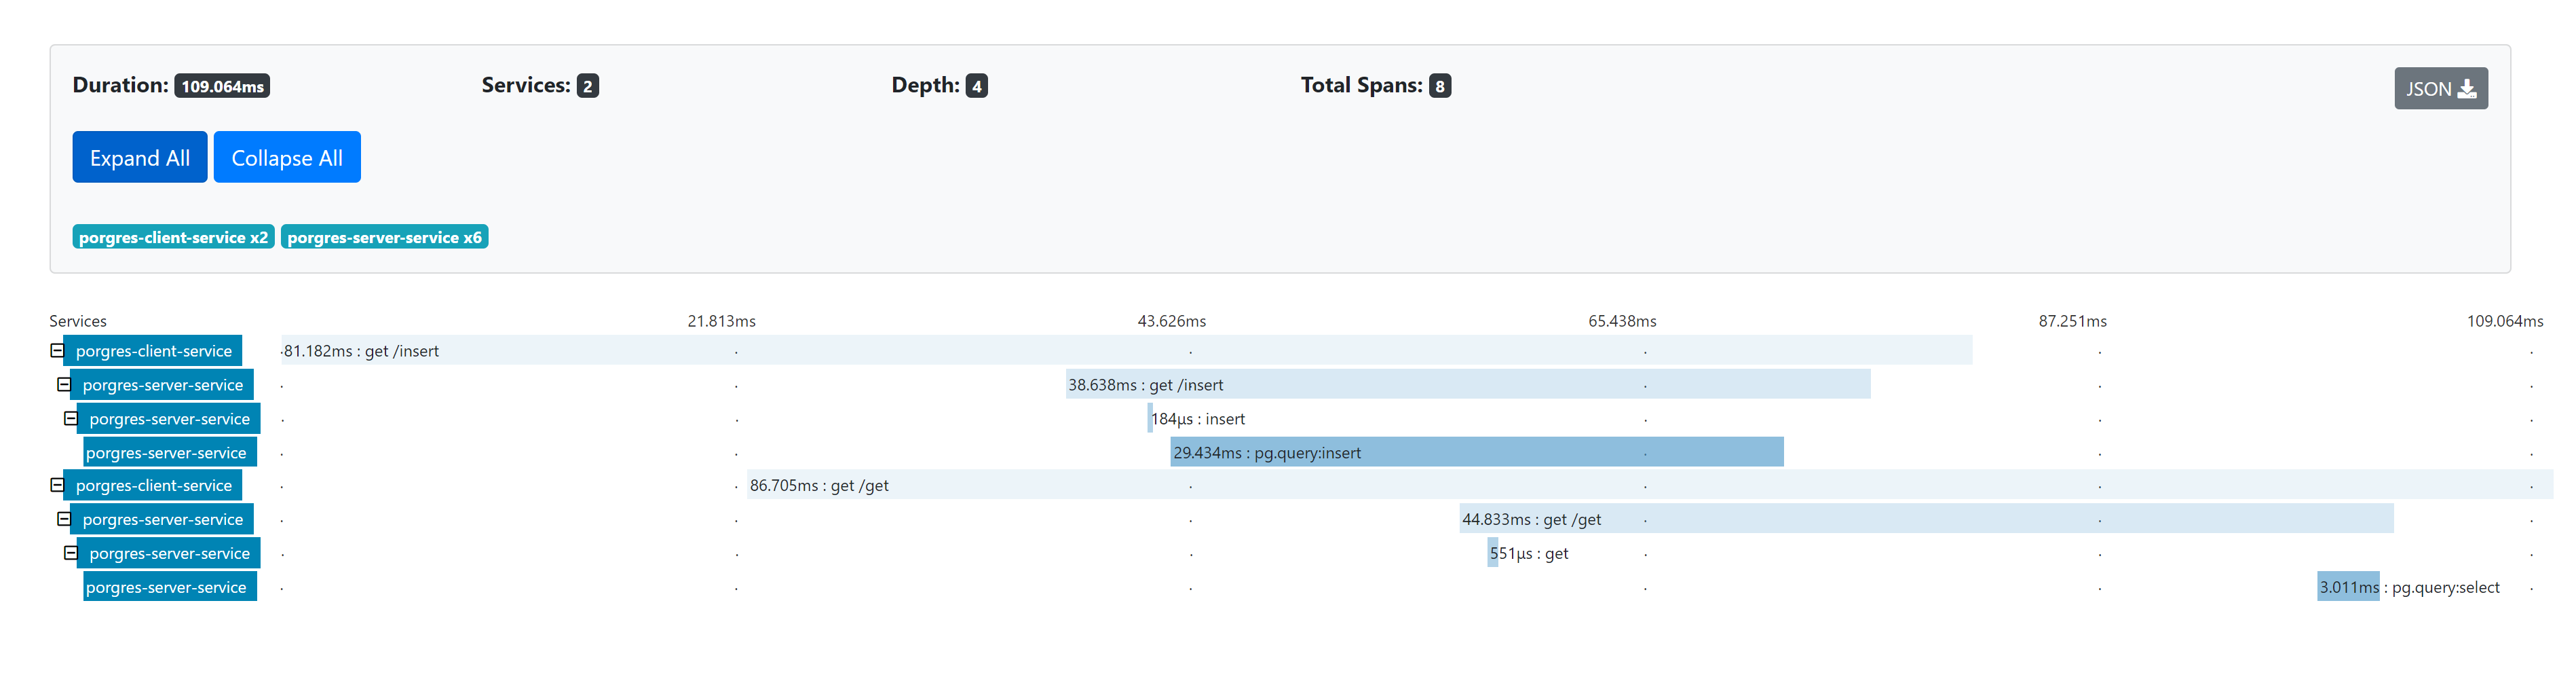 Duration: 109.064ms Services: 2 Depth: 4 Total Spans: 8 JSON
Expand All Collapse All
porgres-client-service x2 porgres-server-service x6
Services 21.813ms 43.626ms 65.438ms 87.251ms 109.064ms
porgres-client-service 81.182ms : get /insert
porgres-server-service 38.638ms : get /insert
porgres-server-service 184µs : insert
porgres-server-service 29.434ms : pg.query:insert
porgres-client-service 86.705ms : get /get
porgres-server-service 44.833ms : get /get
porgres-server-service 551µs : get
porgres-server-service 3.011ms : pg.query:select